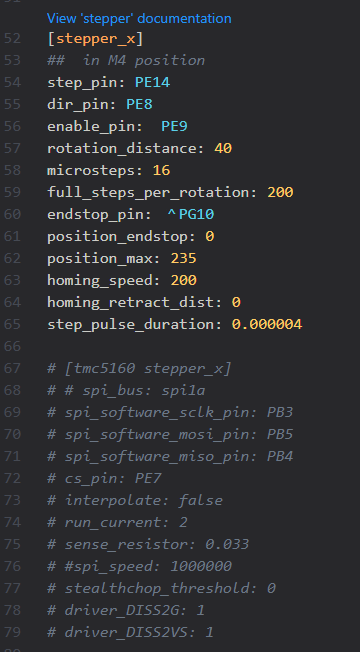 View 'stepper' documentation
52 [stepper_x]
53 ## in M4 position
54 step_pin: PE14
55 dir_pin: PE8
56 enable_pin:  PE9
57 rotation_distance: 40
58 microsteps: 16
59 full_steps_per_rotation: 200
60 endstop_pin: ^PG10
61 position_endstop: 0
62 position_max: 235
63 homing_speed: 200
64 homing_retract_dist: 0
65 step_pulse_duration: 0.000004
66
67 # [tmc5160 stepper_x]
68 # # spi_bus: spi1a
69 # spi_software_sclk_pin: PB3
70 # spi_software_mosi_pin: PB5
71 # spi_software_miso_pin: PB4
72 # cs_pin: PE7
73 # interpolate: false
74 # run_current: 2
75 # sense_resistor: 0.033
76 # #spi_speed: 1000000
77 # stealthchop_threshold: 0
78 # driver_DISS2G: 1
79 # driver_DISS2VS: 1